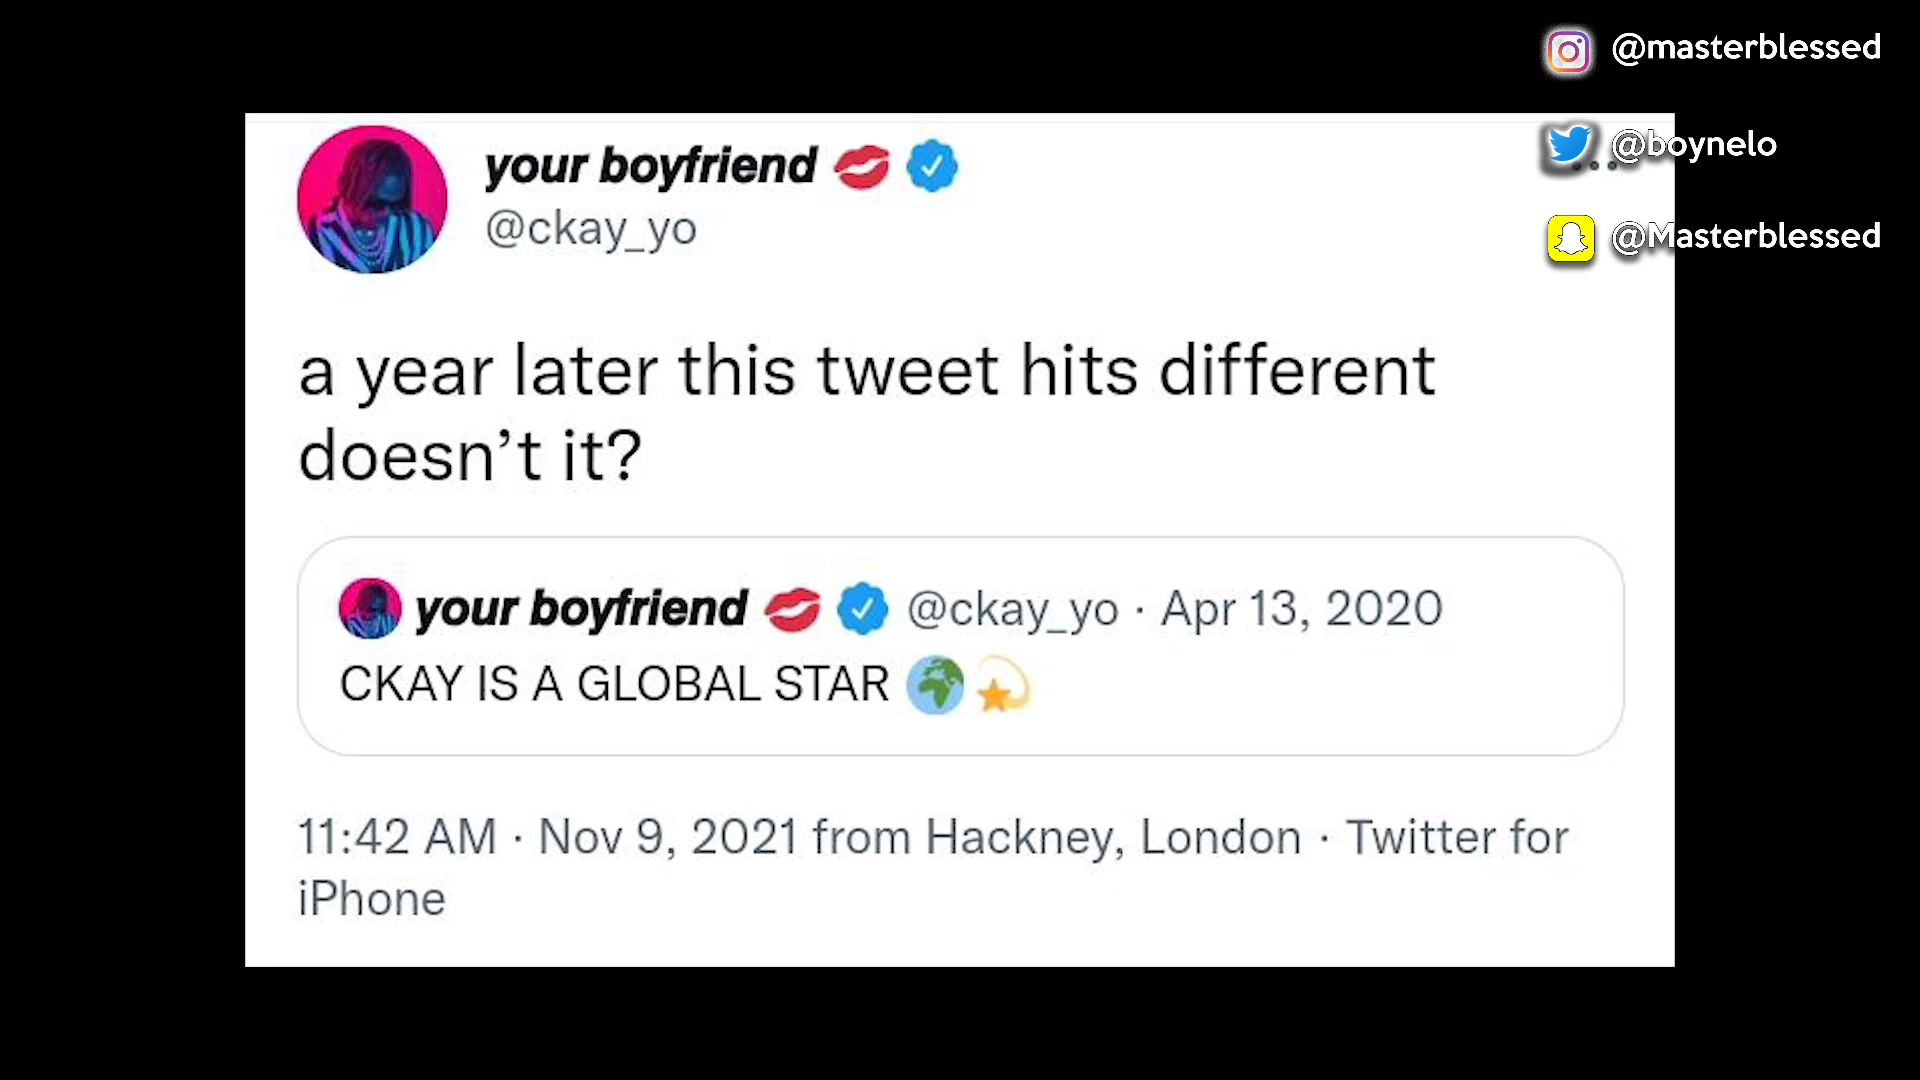 @masterblessed
@boynelo
@Masterblessed
your boyfriend 💋
@ckay_yo
a year later this tweet hits different
doesn’t it?
your boyfriend 💋 @ckay_yo · Apr 13, 2020
CKAY IS A GLOBAL STAR 🌍💫
11:42 AM · Nov 9, 2021 from Hackney, London · Twitter for
iPhone